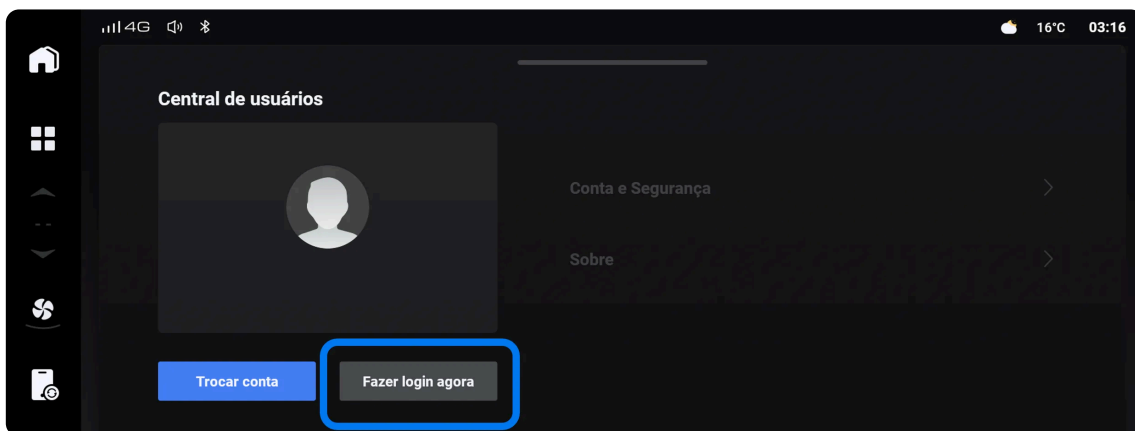 4G
16°C 03:16
Central de usuários
Conta e Segurança
Sobre
Trocar conta
Fazer login agora